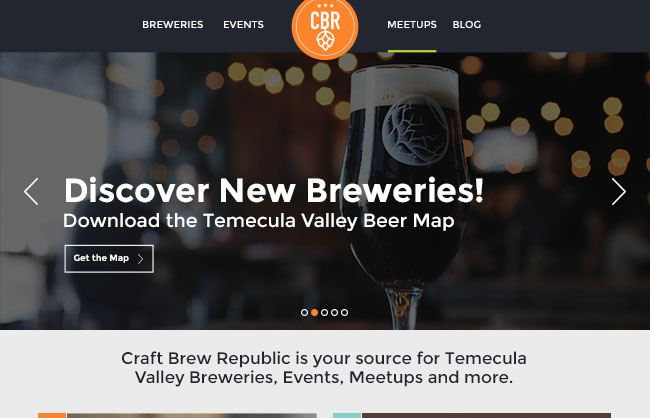 BREWERIES
EVENTS
CBR
MEETUPS
BLOG
Discover New Breweries!
Download the Temecula Valley Beer Map
Get the Map
Craft Brew Republic is your source for Temecula
Valley Breweries, Events, Meetups and more.